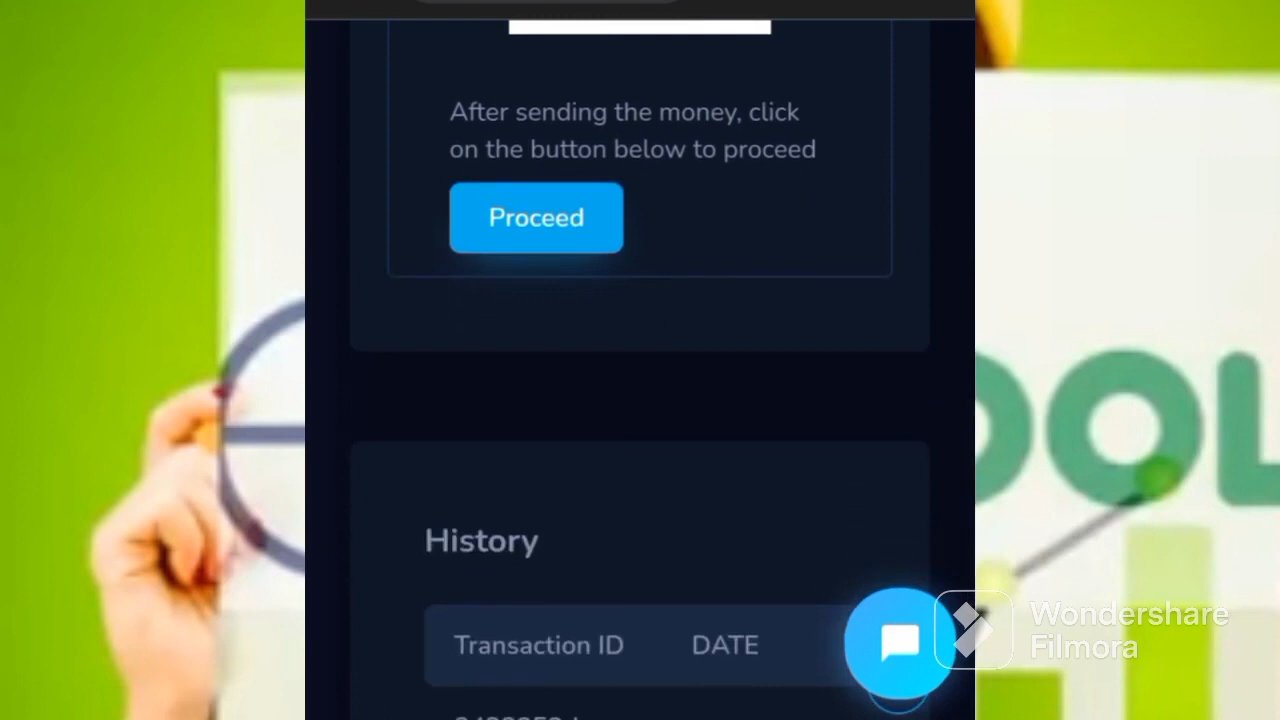 After sending the money, click
on the button below to proceed
Proceed
History
Transaction ID DATE
Wondershare
Filmora